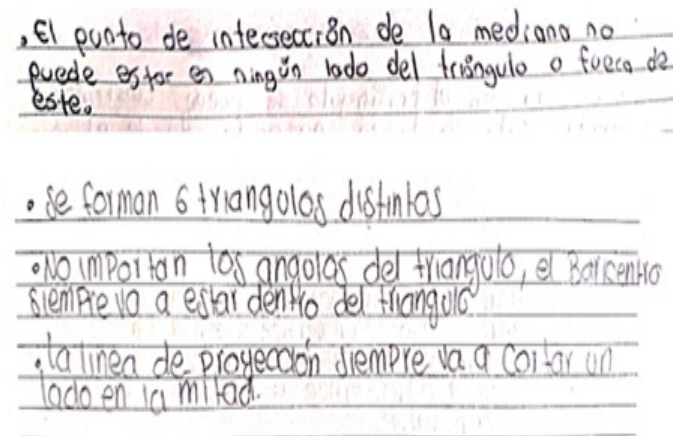 . El punto de intersección de la mediana no
puede estar en ningún lado del triángulo o fuera de
este.
• Se forman 6 triangulos distintos
• No importan los angulos del triangulo, el Baricentro
siempre va a estar dentro del triangulo
• la linea de proyección siempre va a cortar un
lado en la mitad.